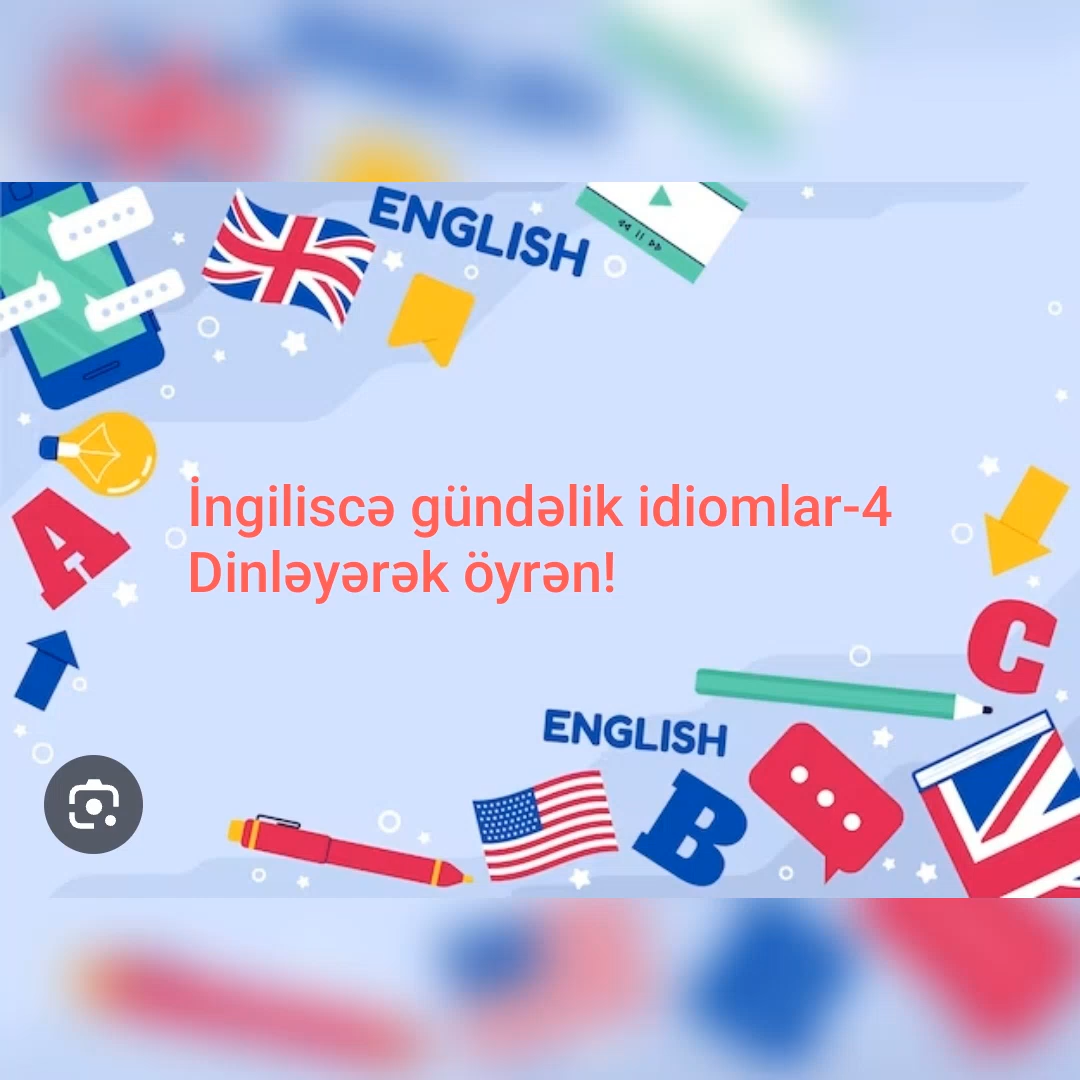 ENGLISH
A
İngiliscə gündəlik idiomlar-4
Dinləyərək öyrən!
C
ENGLISH
B